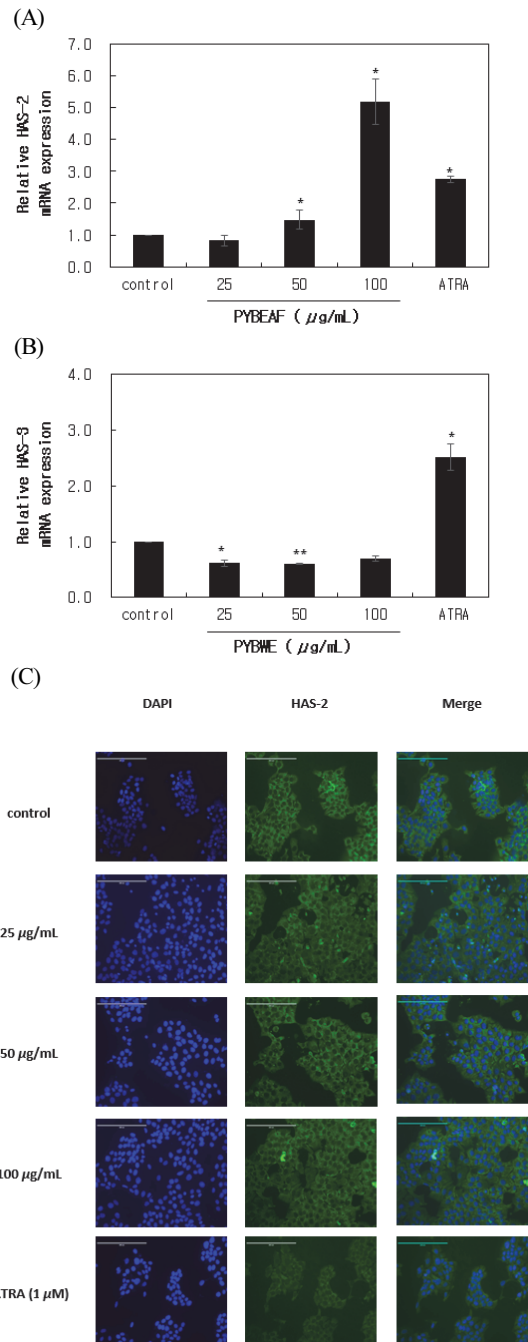 (A)
Relative HAS-2
mRNA expression
7.0
6.0
5.0
4.0
3.0
2.0
1.0
0.0
*
*
*
control 25 50 100 ATRA
PYBEAF ( μg/mL)
(B)
Relative HAS-3
mRNA expression
4.0
3.0
2.0
1.0
0.0
*
**
*
control 25 50 100 ATRA
PYBWE ( μg/mL)
(C)
DAPI HAS-2 Merge
control
25 μg/mL
50 μg/mL
100 μg/mL
TRA (1 μM)